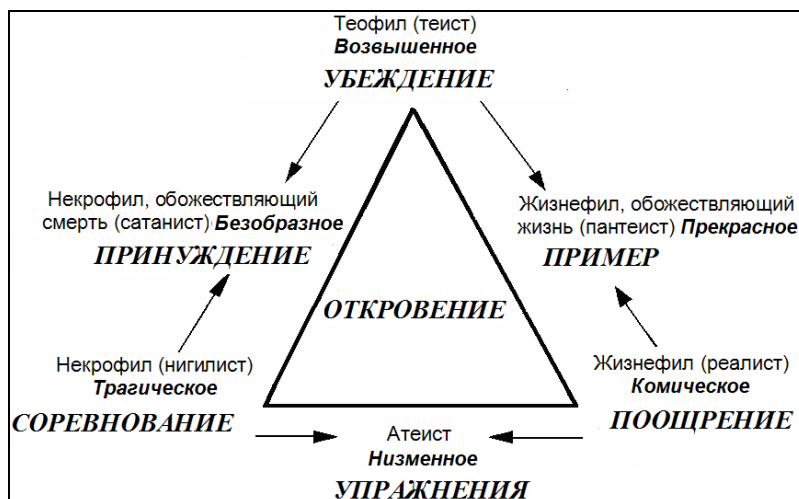 Теофил (теист)
Возвышенное
УБЕЖДЕНИЕ
Некрофил, обожествляющий
смерть (сатанист) Безобразное
ПРИНУЖДЕНИЕ
Жизнефил, обожествляющий
жизнь (пантеист) Прекрасное
ПРИМЕР
ОТКРОВЕНИЕ
Некрофил (нигилист)
Трагическое
СОРЕВНОВАНИЕ
Жизнефил (реалист)
Комическое
ПООЩРЕНИЕ
Атеист
Низменное
УПРАЖНЕНИЯ